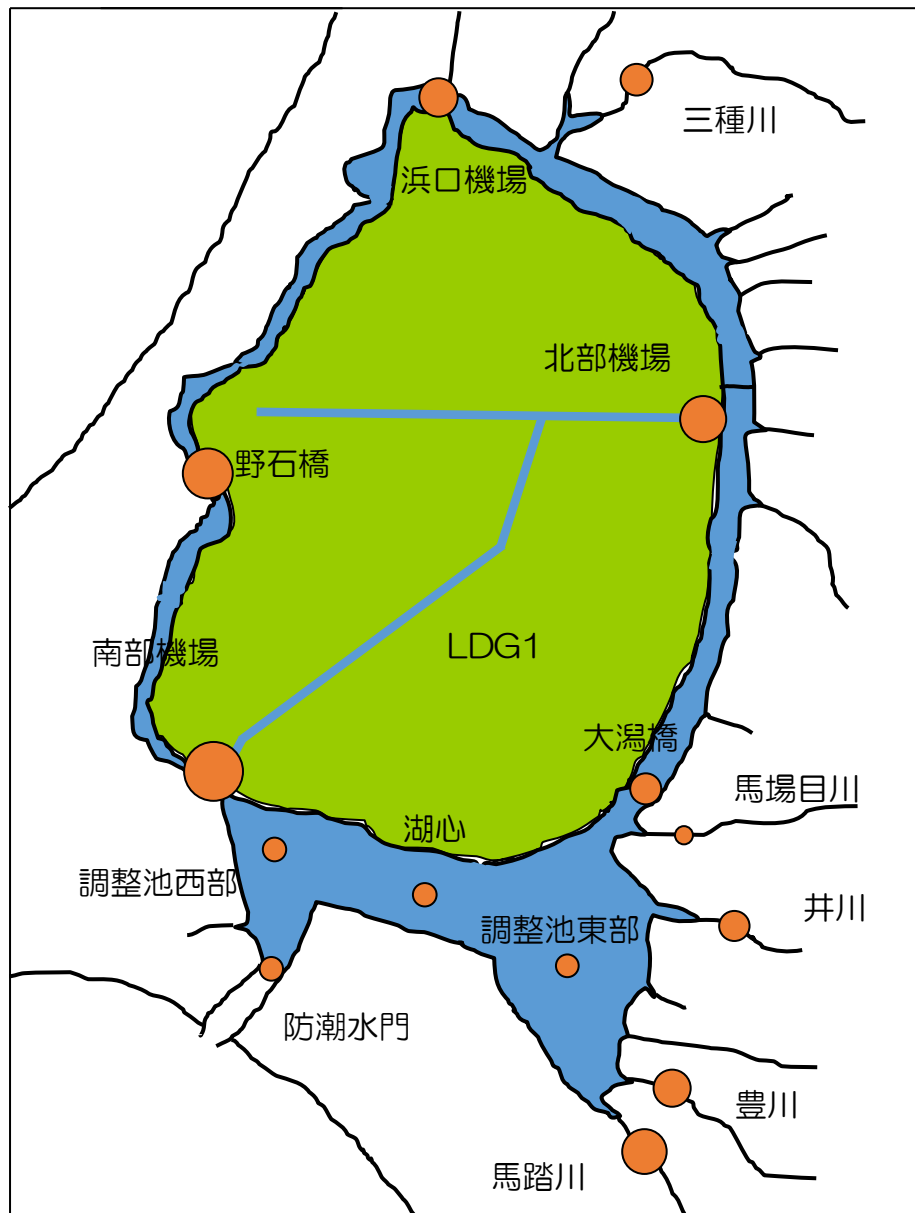 三種川
浜口機場
北部機場
野石橋
LDG1
南部機場
大潟橋
馬場目川
湖心
調整池西部
井川
調整池東部
防潮水門
豊川
馬踏川